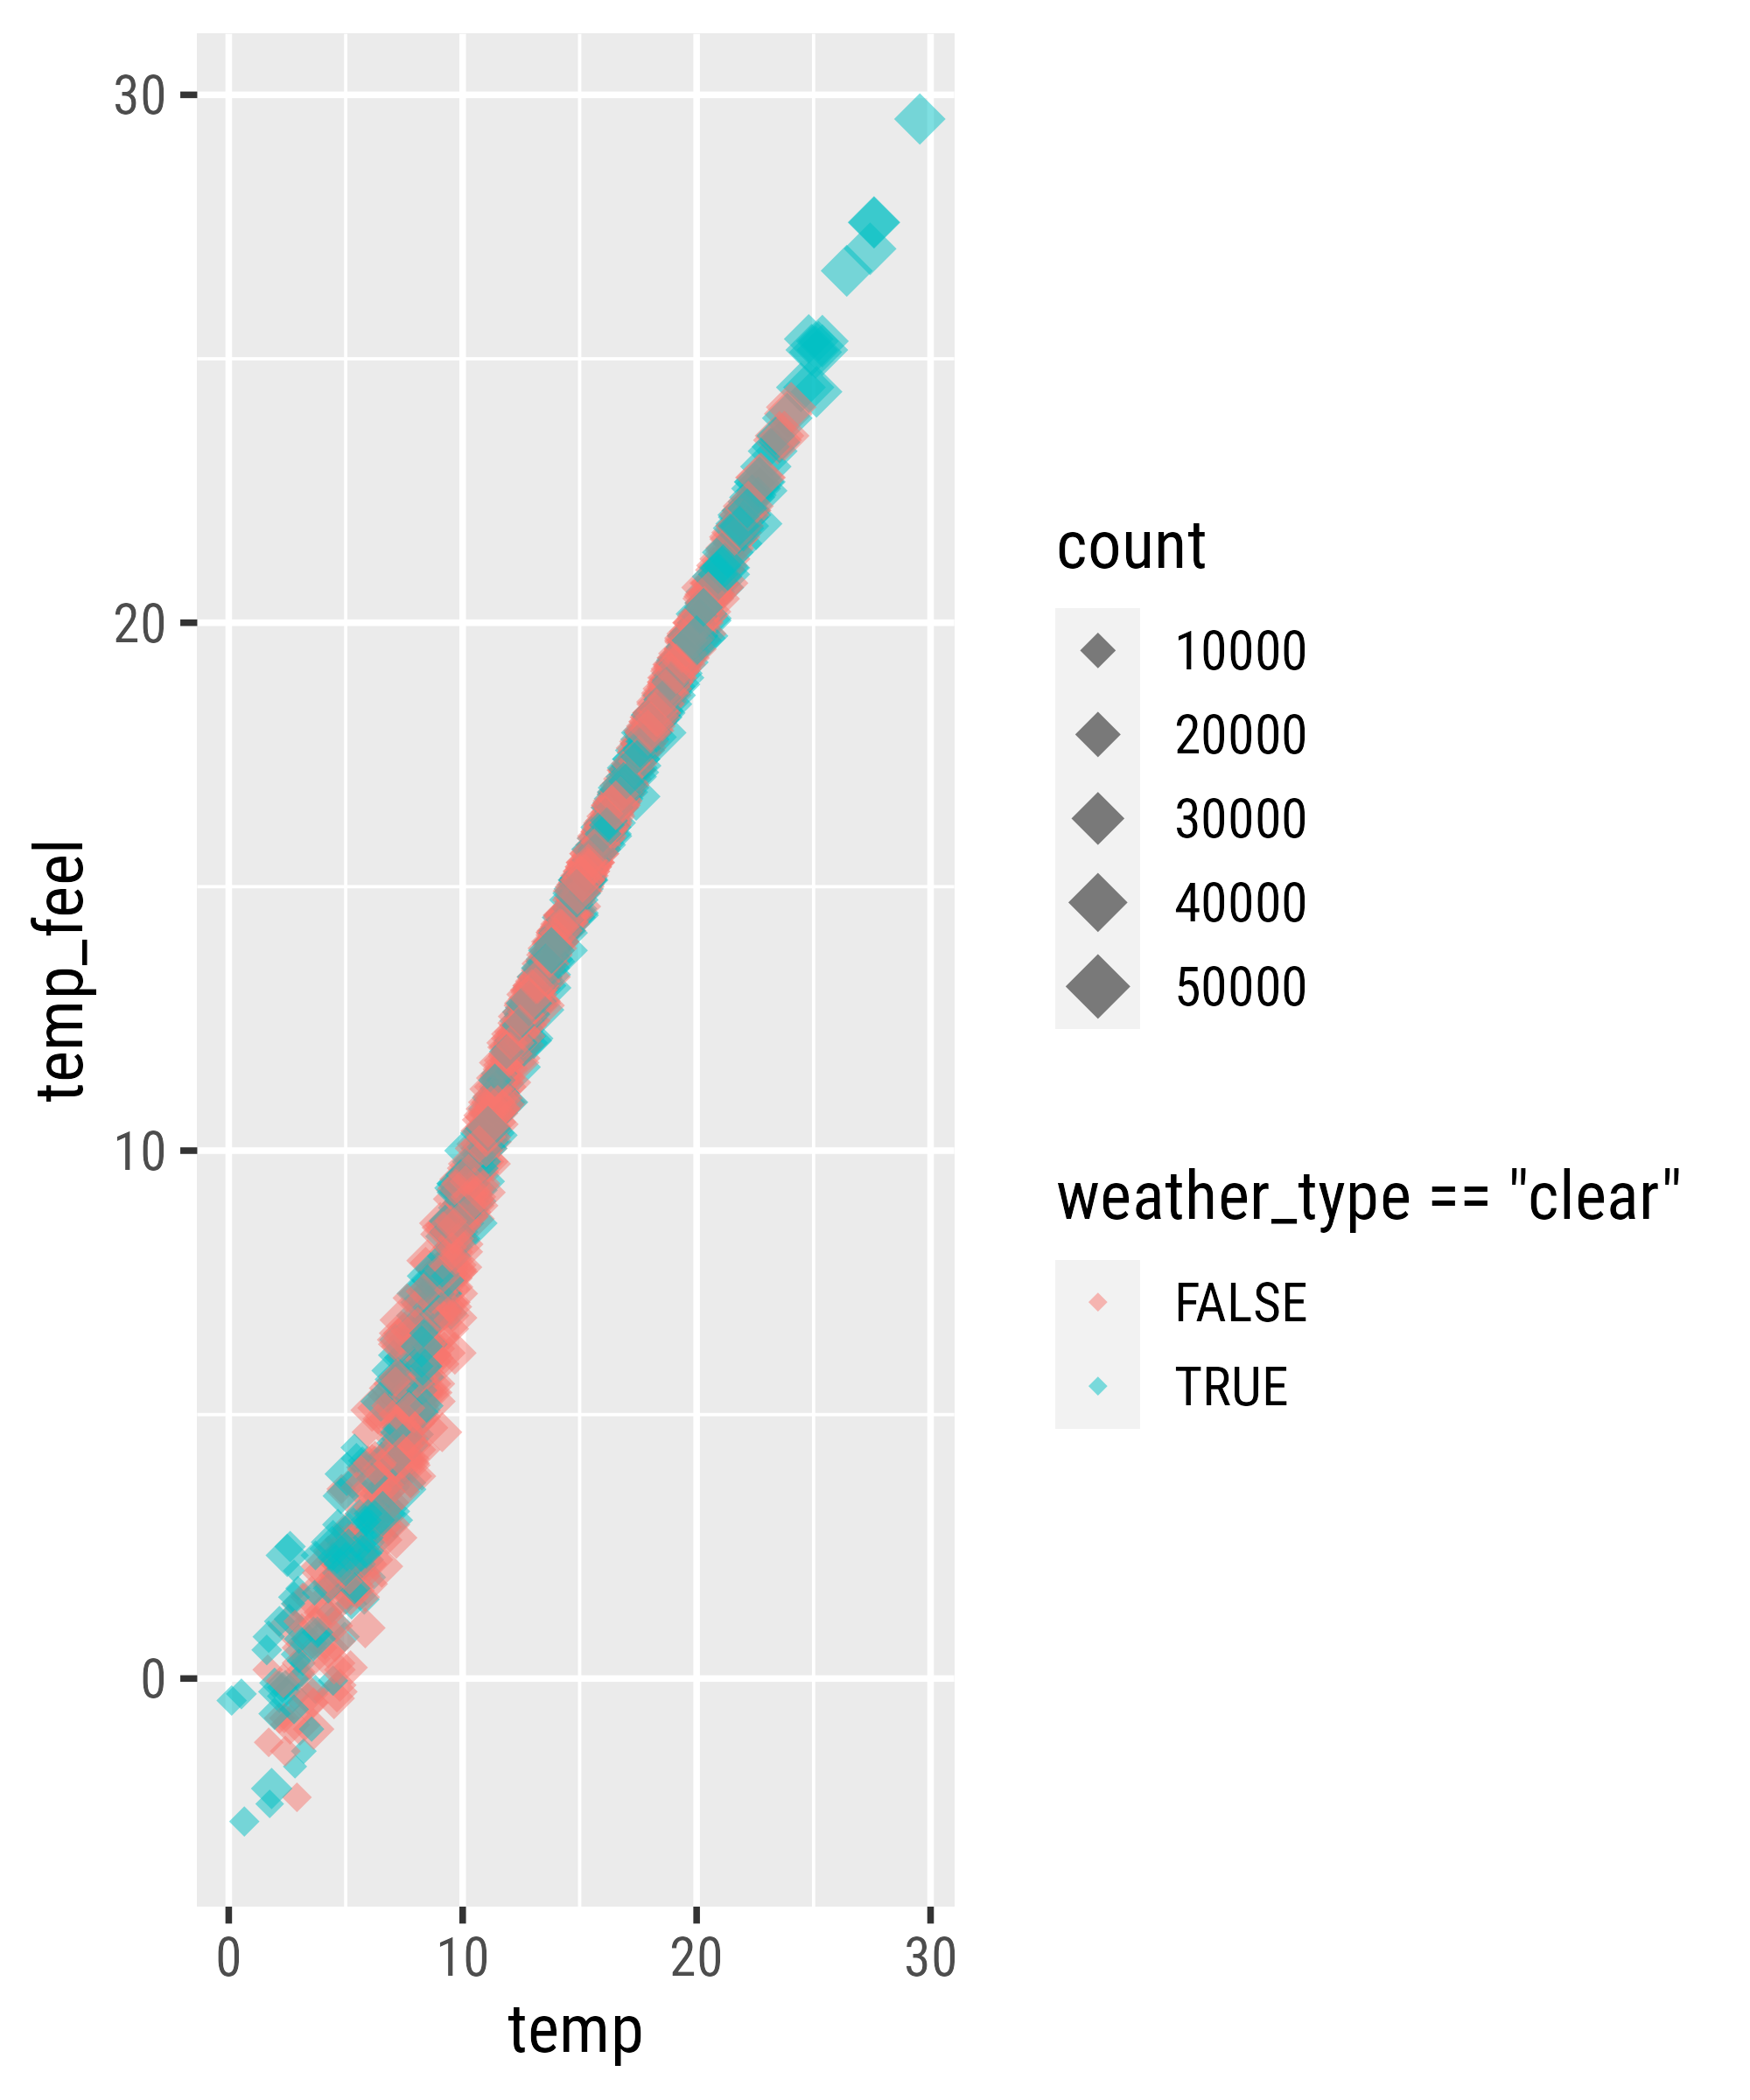 30
20
10
0
temp_feel
0 10 20 30
temp
count
10000
20000
30000
40000
50000
weather_type == "clear"
FALSE
TRUE